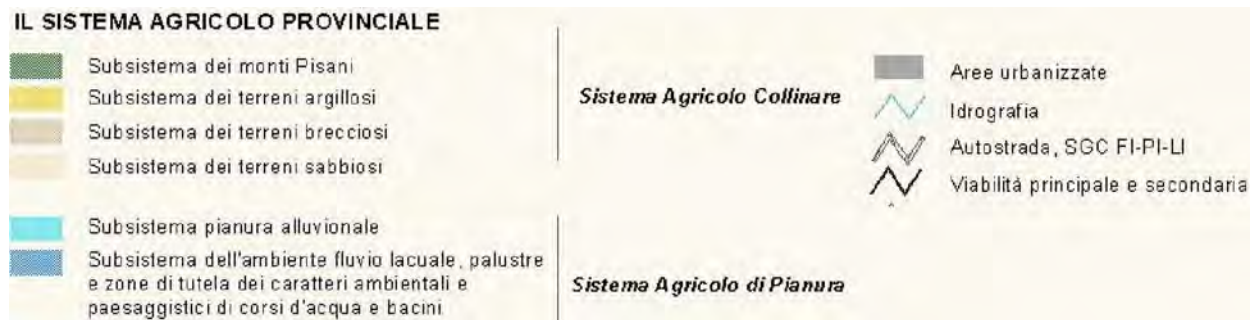 IL SISTEMA AGRICOLO PROVINCIALE
Subsistema dei monti Pisani
Subsistema dei terreni argillosi
Subsistema dei terreni brecciosi
Subsistema dei terreni sabbiosi
Sistema Agricolo Collinare
Subsistema pianura alluvionale
Subsistema dell'ambiente fluvio lacuale, palustre
e zone di tutela dei caratteri ambientali e
paesaggistici di corsi d'acqua e bacini
Sistema Agricolo di Pianura
Aree urbanizzate
Idrografia
Autostrada, SGC FI-PI-LI
Viabilità principale e secondaria